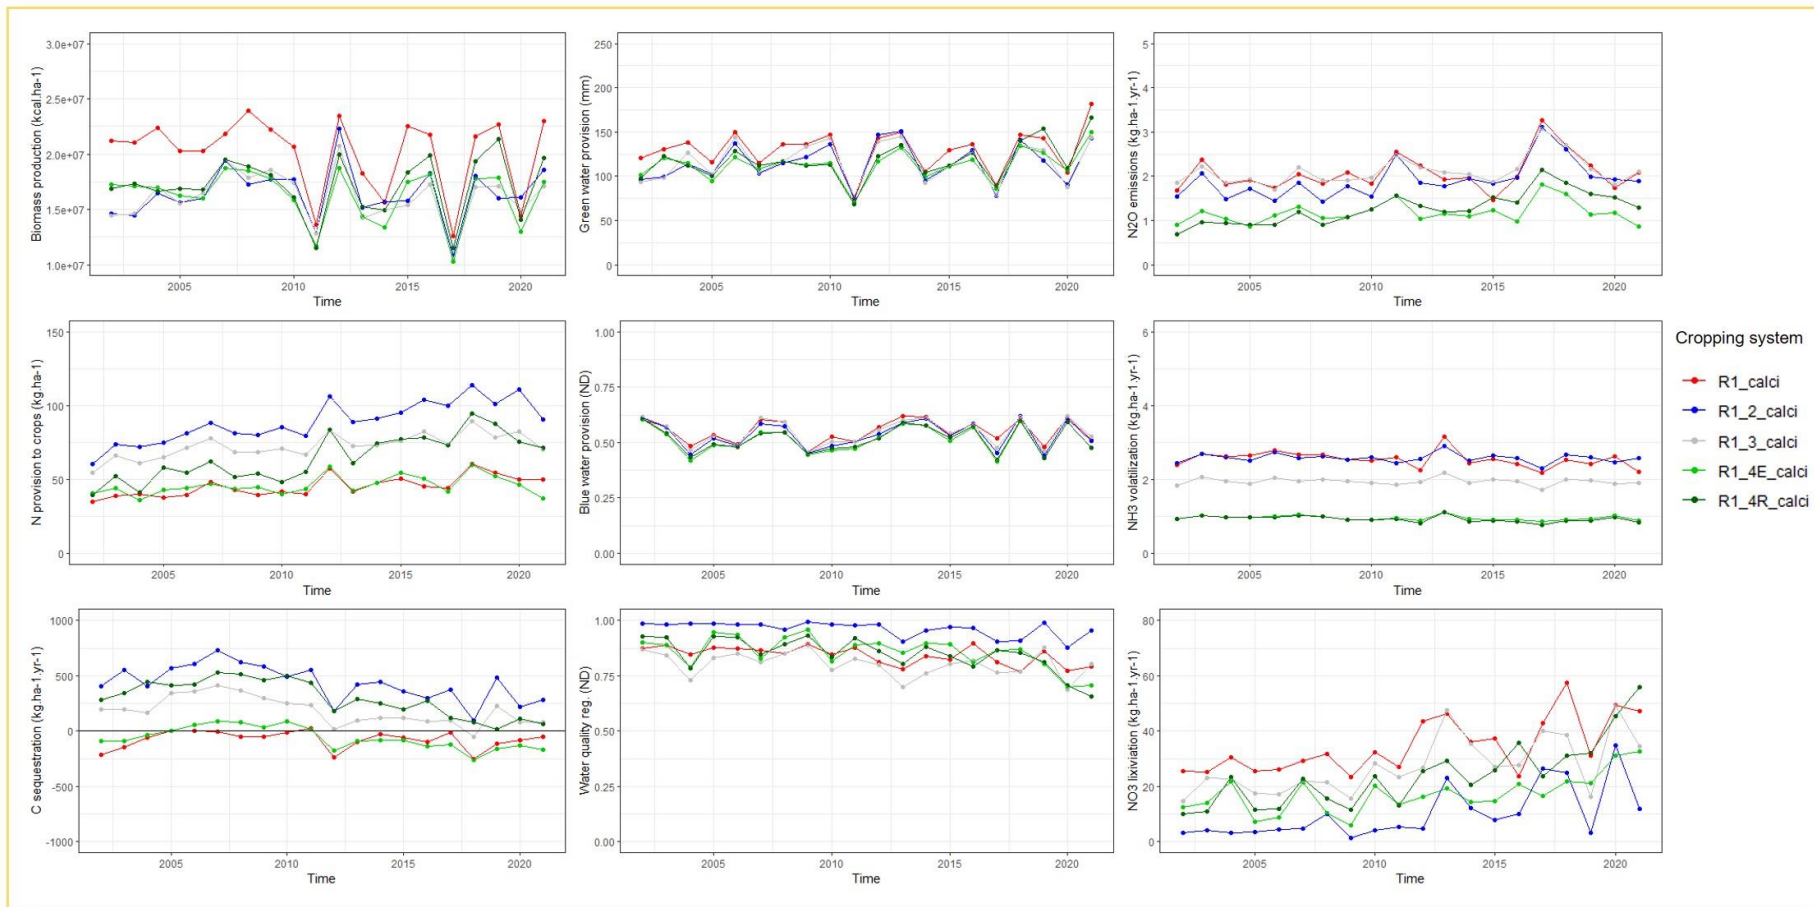 Biomass production (kcal.ha-1)
3.0e+07
2.5e+07
2.0e+07
1.5e+07
1.0e+07
2005 2010 2015 2020
Time
Green water provision (mm)
250
200
150
100
50
0
2005 2010 2015 2020
Time
N2O emissions (kg.ha-1.yr-1)
5
4
3
2
1
0
2005 2010 2015 2020
Time
N provision to crops (kg.ha-1)
150
100
50
0
2005 2010 2015 2020
Time
Blue water provision (ND)
1.00
0.75
0.50
0.25
0.00
2005 2010 2015 2020
Time
NH3 volatilization (kg.ha-1.yr-1)
6
4
2
0
2005 2010 2015 2020
Time
C sequestration (kg.ha-1.yr-1)
1000
500
0
-500
-1000
2005 2010 2015 2020
Time
Water quality reg. (ND)
1.00
0.75
0.50
0.25
0.00
2005 2010 2015 2020
Time
NO3 lixiviation (kg.ha-1.yr-1)
80
60
40
20
0
2005 2010 2015 2020
Time
Cropping system
R1_calci
R1_2_calci
R1_3_calci
R1_4E_calci
R1_4R_calci